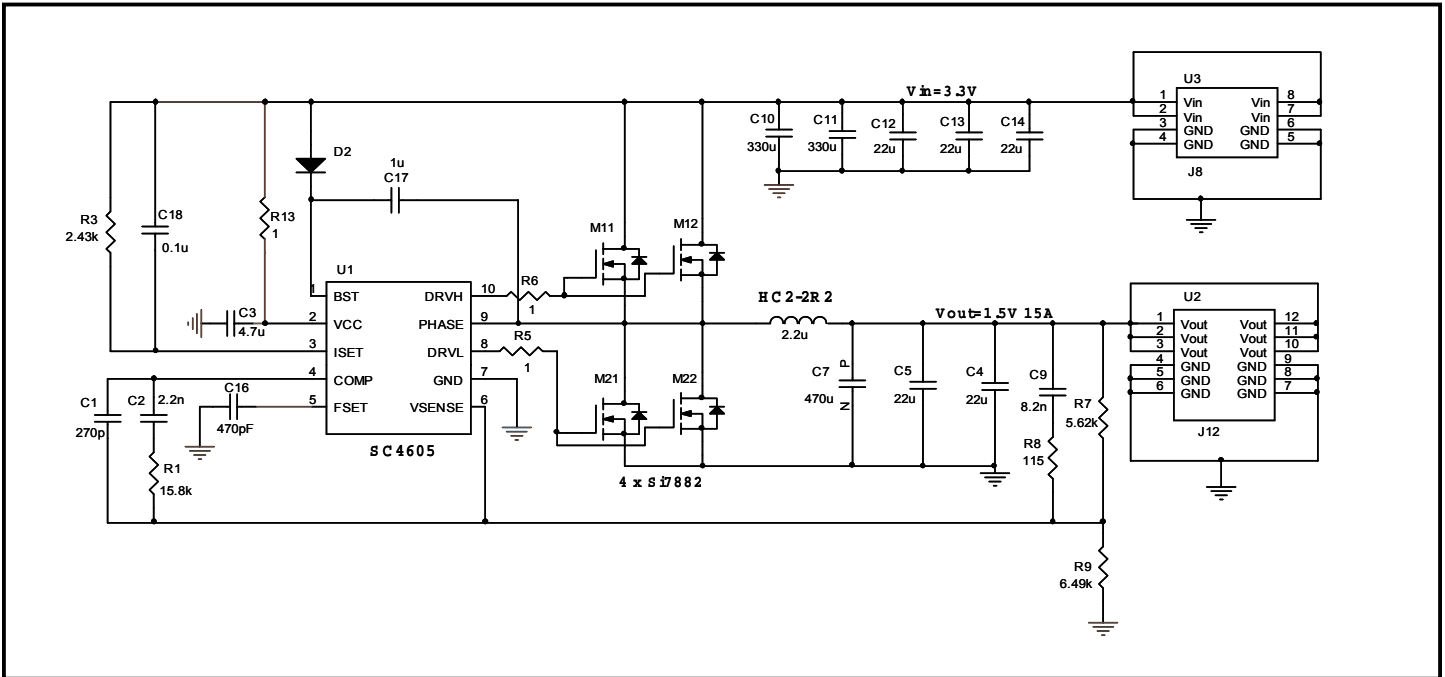 Vin=3.3V
U3
1 Vin Vin 8
2 Vin Vin 7
3 GND GND 6
4 GND GND 5
J8
C10
330u
C11
330u
C12
22u
C13
22u
C14
22u
D2
1u
C17
R3
2.43k
C18
0.1u
R13
1
M11
M12
U1
1 BST DRVH 10
2 VCC PHASE 9
3 ISET DRVL 8
4 COMP GND 7
5 FSET VSENSE 6
SC4605
R6
1
R5
1
C3
4.7u
HC2-2R2
2.2u
Vout=1.5V 15A
U2
1 Vout Vout 12
2 Vout Vout 11
3 Vout Vout 10
4 GND GND 9
5 GND GND 8
6 GND GND 7
J12
C1
270p
C2
2.2n
C16
470pF
R1
15.8k
M21
M22
4 x Si7882
C7
470u
P
N
C5
22u
C4
22u
C9
8.2n
R8
115
R7
5.62k
R9
6.49k